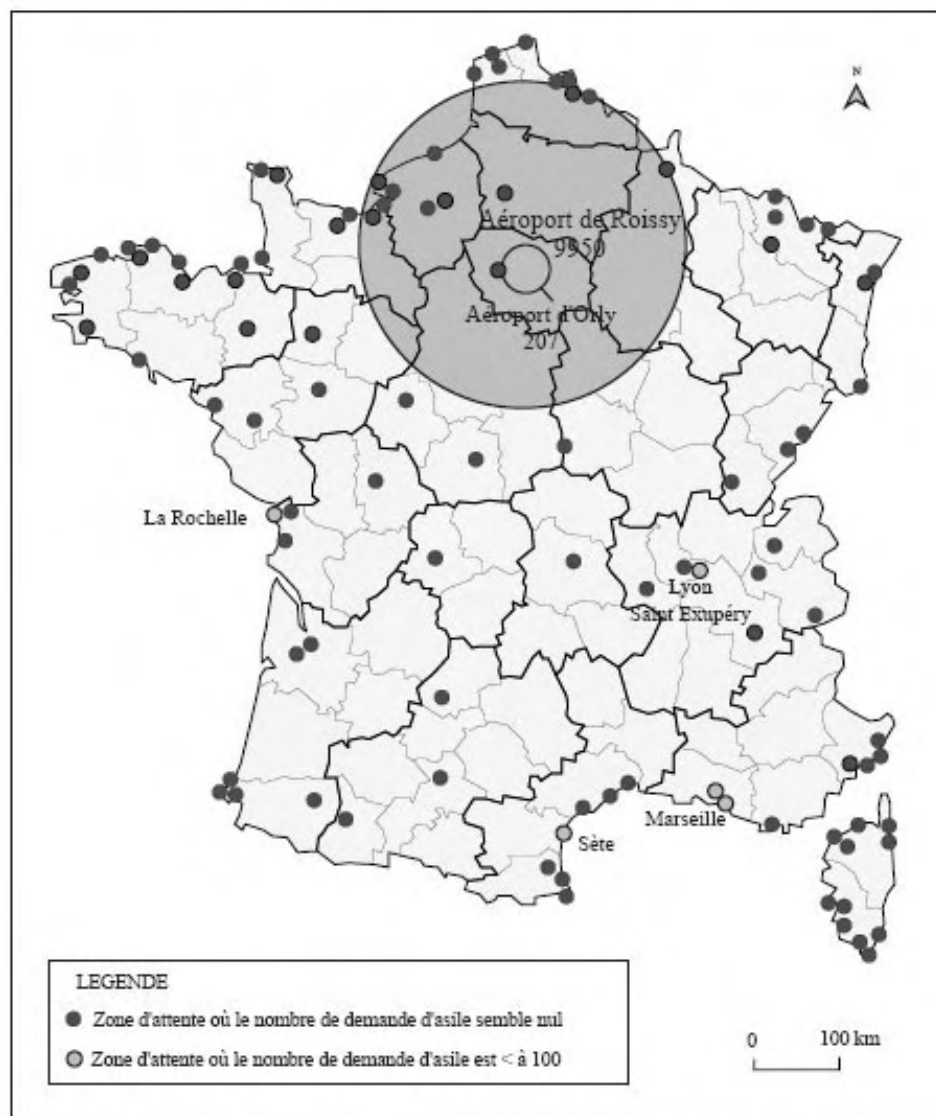 N
Aéroport de Roissy
9950
Aéroport d'Orly
207
La Rochelle
Lyon
Saint Exupéry
Marseille
Sète
LEGENDE
Zone d'attente où le nombre de demande d'asile semble nul
Zone d'attente où le nombre de demande d'asile est < à 100
0 100 km